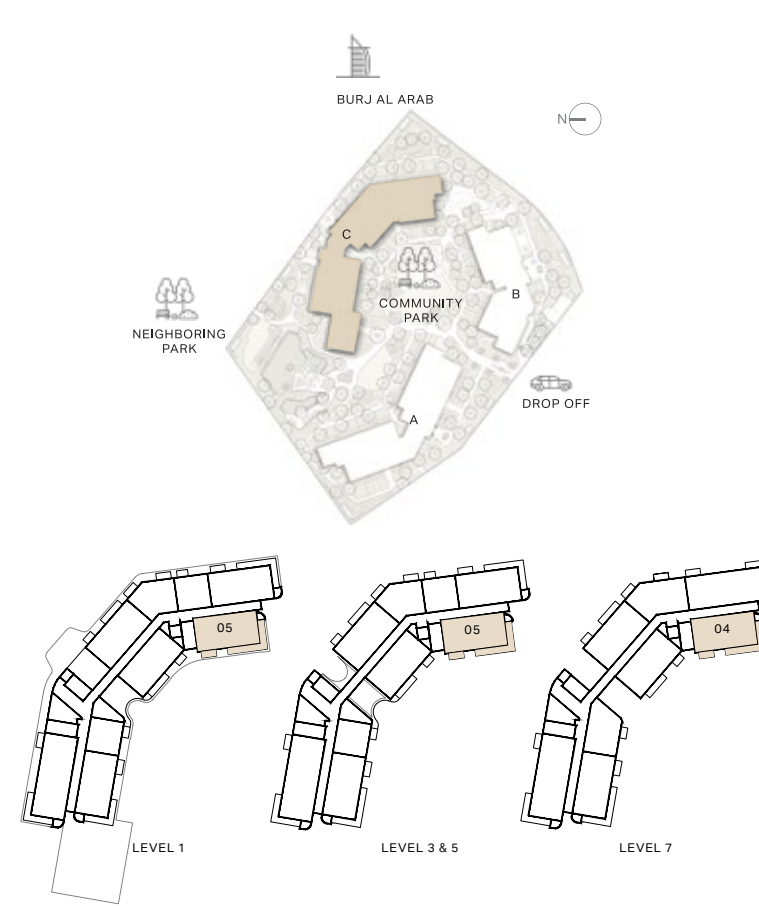 BURJ AL ARAB
N
C
B
COMMUNITY
PARK
NEIGHBORING
PARK
DROP OFF
A
05
05
04
LEVEL 1
LEVEL 3 & 5
LEVEL 7